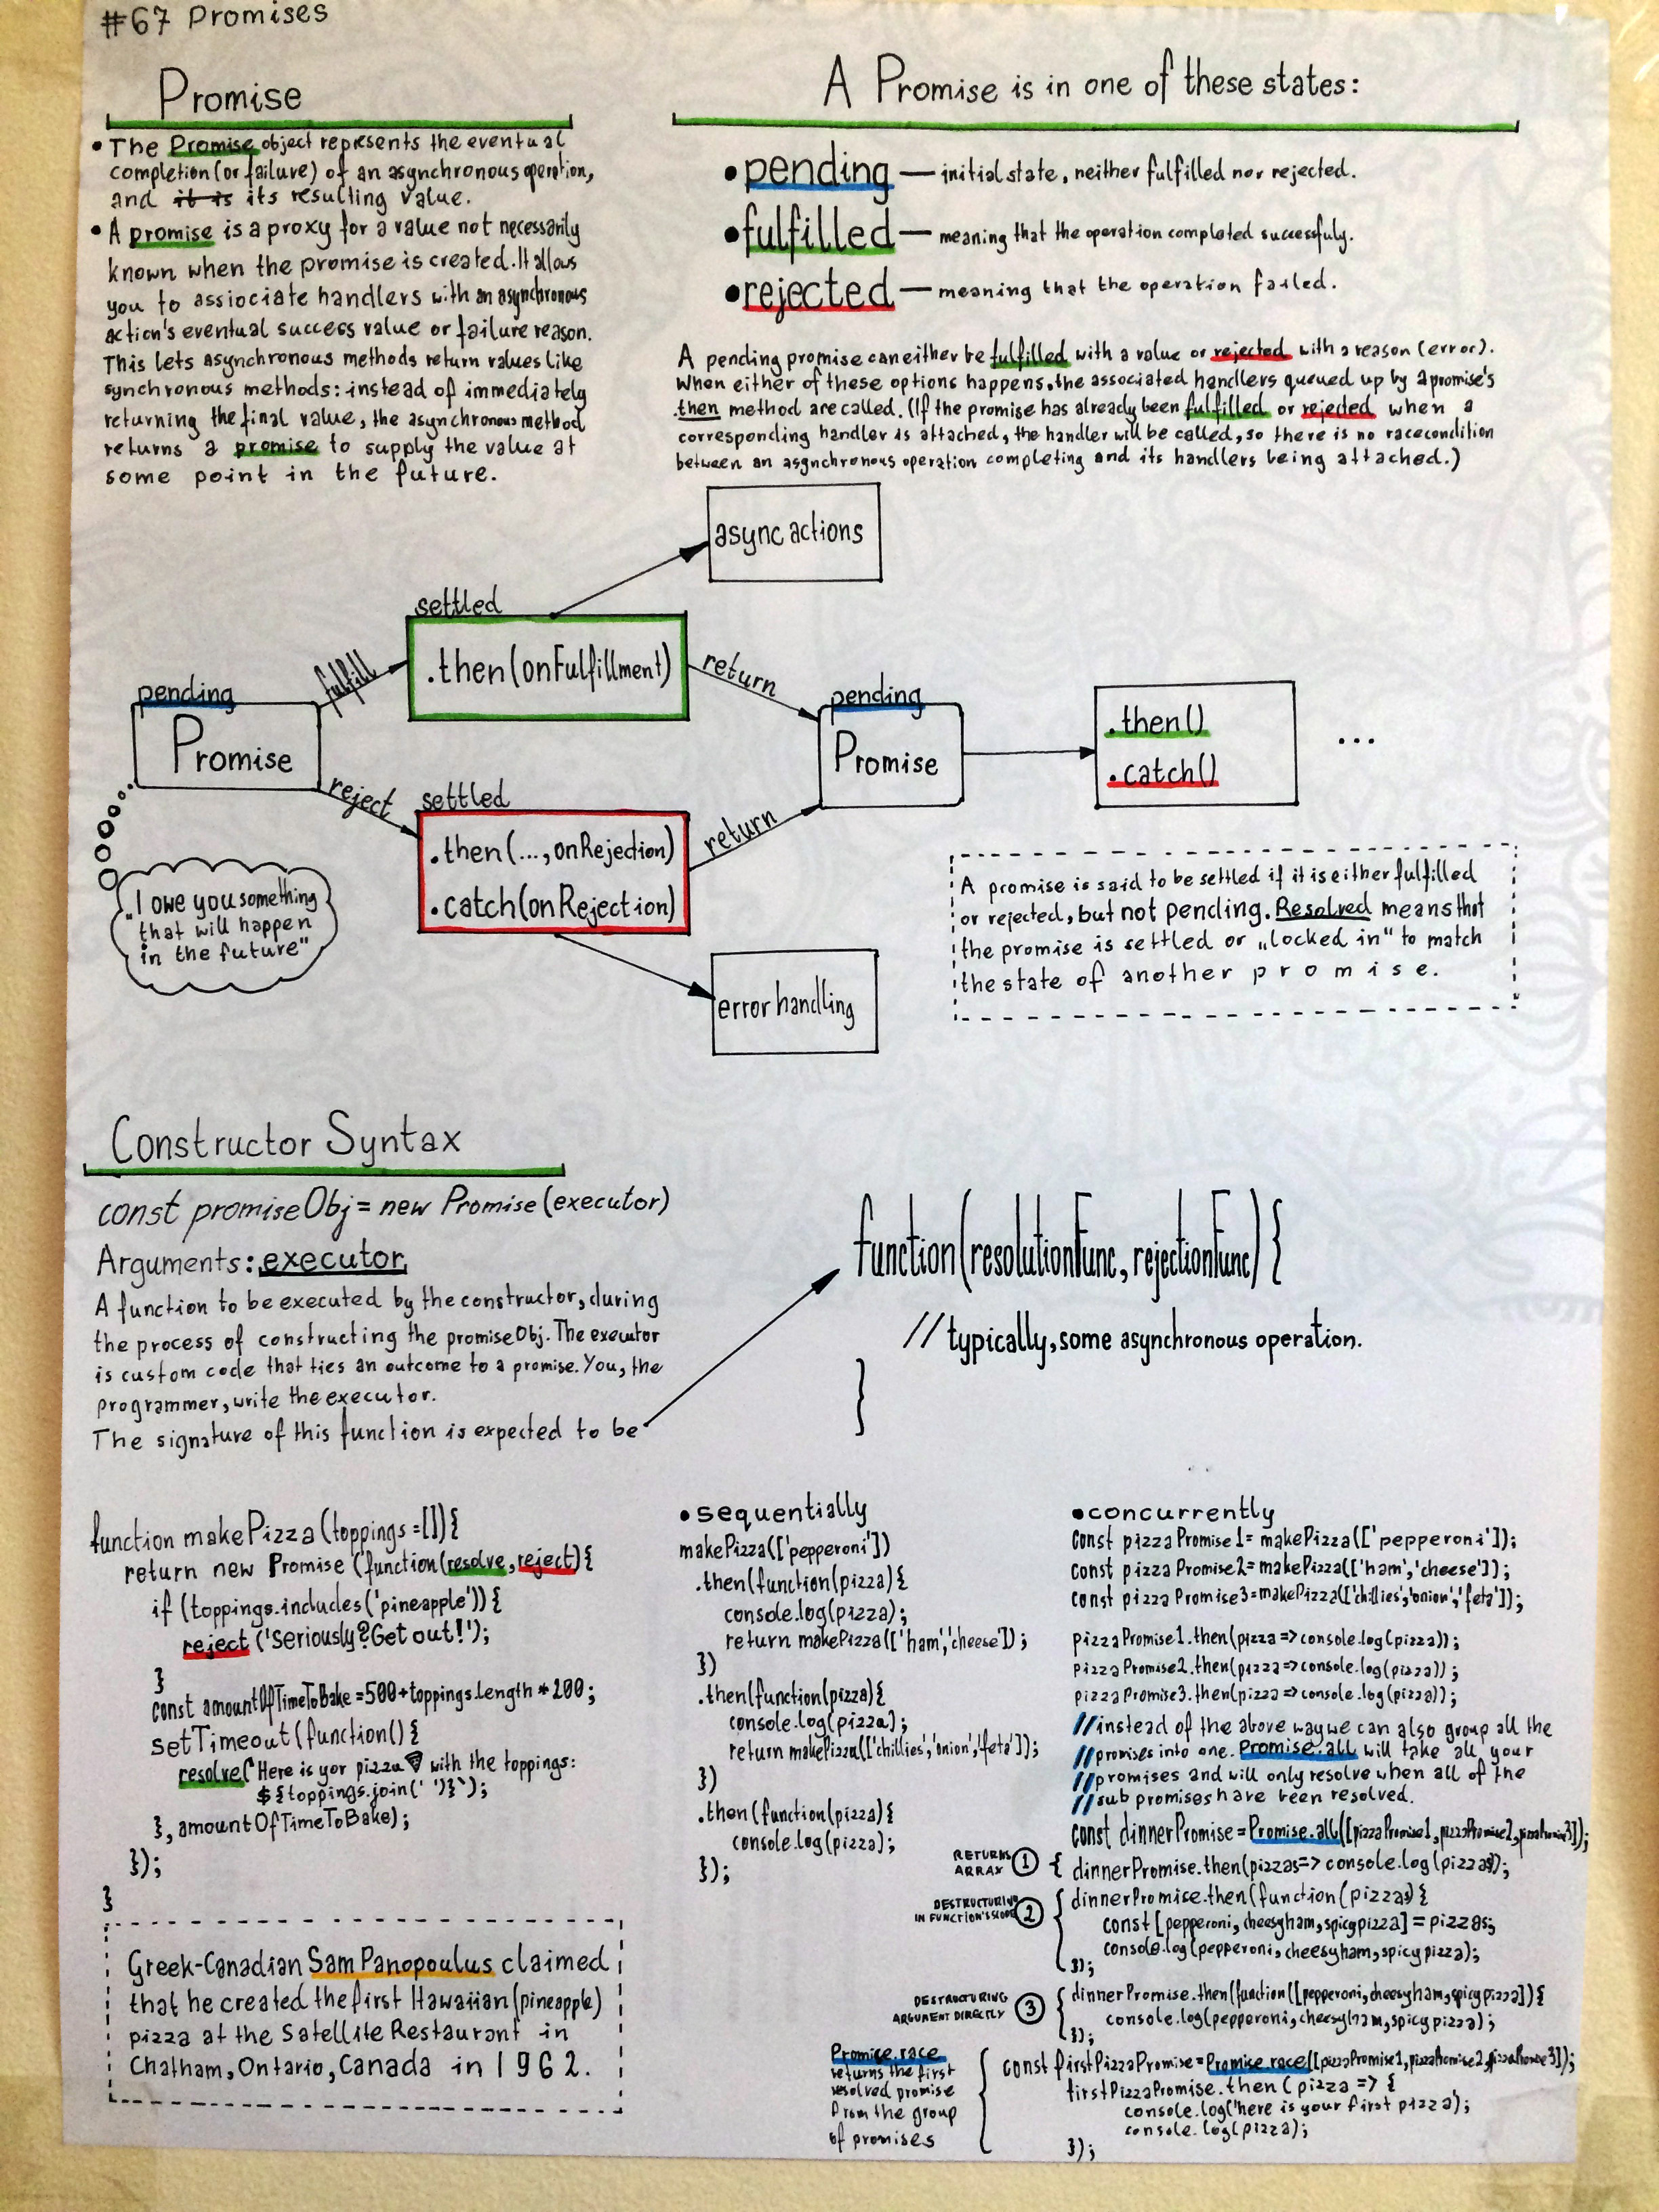 #67 Promises
Promise
• The Promise object represents the eventual
completion (or failure) of an asynchronous operation,
and it is its resulting value.
• A promise is a proxy for a value not necessarily
known when the promise is created. It allows
you to assiociate handlers with an asynchronous
action's eventual success value or failure reason.
This lets asynchronous methods return values like
synchronous methods: instead of immediately
returning the final value, the asynchronous method
returns a promise to supply the value at
some point in the future.
A Promise is in one of these states:
• pending — initial state, neither fulfilled nor rejected.
• fulfilled — meaning that the operation completed successfuly.
• rejected — meaning that the operation failed.
A pending promise can either be fulfilled with a value or rejected with a reason (error).
When either of these options happens, the associated handlers queued up by a promise's
then method are called. (If the promise has already been fulfilled or rejected when a
corresponding handler is attached, the handler will be called, so there is no racecondition
between an asynchronous operation completing and its handlers being attached.)
async actions
settled
.then(onFulfillment)
fulfill
return
pending
Promise
pending
Promise
.then()
.catch()
...
reject
settled
.then(..., onRejection)
.catch(onRejection)
return
"I owe you something
that will happen
in the future"
error handling
A promise is said to be settled if it is either fulfilled
or rejected, but not pending. Resolved means that
the promise is settled or „locked in“ to match
the state of another promise.
Constructor Syntax
const promiseObj = new Promise(executor)
Arguments: executor
A function to be executed by the constructor, during
the process of constructing the promiseObj. The executor
is custom code that ties an outcome to a promise. You, the
programmer, write the executor.
The signature of this function is expected to be
function(resolutionFunc, rejectionFunc) {
// typically, some asynchronous operation.
}
function makePizza (toppings = []) {
return new Promise (function(resolve, reject) {
if (toppings.includes('pineapple')) {
reject ('Seriously? Get out!');
}
const amountOfTimeToBake = 500 + toppings.length * 200;
setTimeout (function() {
resolve(`Here is yor pizza 🍕 with the toppings:
${toppings.join(' ')}`);
}, amountOfTimeToBake);
});
}
Greek-Canadian Sam Panopoulus claimed
that he created the first Hawaiian (pineapple)
pizza at the Satellite Restaurant in
Chatham, Ontario, Canada in 1962.
• sequentially
makePizza(['pepperoni'])
.then(function(pizza) {
console.log(pizza);
return makePizza(['ham','cheese']);
})
.then(function(pizza) {
console.log(pizza);
return makePizza(['chillies','onion','feta']);
})
.then(function(pizza) {
console.log(pizza);
});
• concurrently
const pizzaPromise1 = makePizza(['pepperoni']);
const pizzaPromise2 = makePizza(['ham','cheese']);
const pizzaPromise3 = makePizza(['chillies','onion','feta']);
pizzaPromise1.then(pizza => console.log(pizza));
pizzaPromise2.then(pizza => console.log(pizza));
pizzaPromise3.then(pizza => console.log(pizza));
// instead of the above way we can also group all the
// promises into one. Promise.all will take all your
// promises and will only resolve when all of the
// sub promises have been resolved.
const dinnerPromise = Promise.all([pizzaPromise1, pizzaPromise2, pizzaPromise3]);
RETURNS
ARRAY 1 { dinnerPromise.then(pizzas => console.log(pizzas));
DESTRUCTURING
IN FUNCTION'S SCOPE 2
{ dinnerPromise.then(function(pizzas) {
const [pepperoni, cheesyham, spicypizza] = pizzas;
console.log(pepperoni, cheesyham, spicypizza);
});
DESTRUCTURING
ARGUMENT DIRECTLY 3
{ dinnerPromise.then(function([pepperoni, cheesyham, spicypizza]) {
console.log(pepperoni, cheesyham, spicypizza);
});
Promise.race
returns the first
resolved promise
from the group
of promises
{ const firstPizzaPromise = Promise.race([pizzaPromise1, pizzaPromise2, pizzaPromise3]);
firstPizzaPromise.then (pizza => {
console.log('here is your first pizza);
console.log(pizza);
});